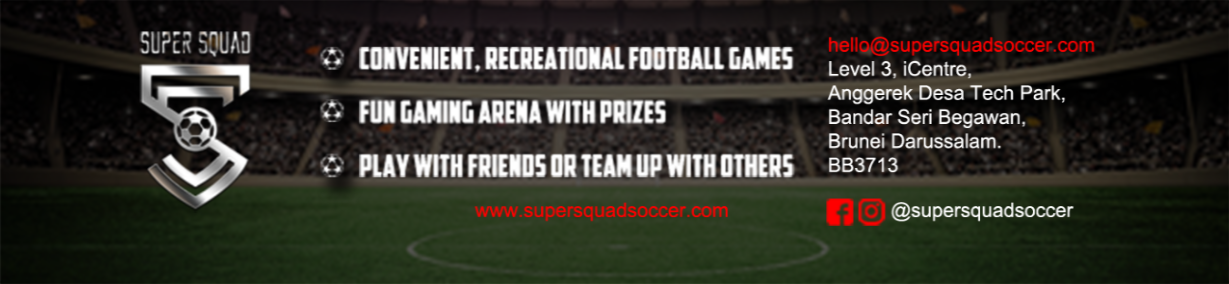 SUPER SQUAD
CONVENIENT, RECREATIONAL FOOTBALL GAMES
FUN GAMING ARENA WITH PRIZES
PLAY WITH FRIENDS OR TEAM UP WITH OTHERS
www.supersquadsoccer.com
hello@supersquadsoccer.com
Level 3, iCentre,
Anggerek Desa Tech Park,
Bandar Seri Begawan,
Brunei Darussalam.
BB3713
@supersquadsoccer